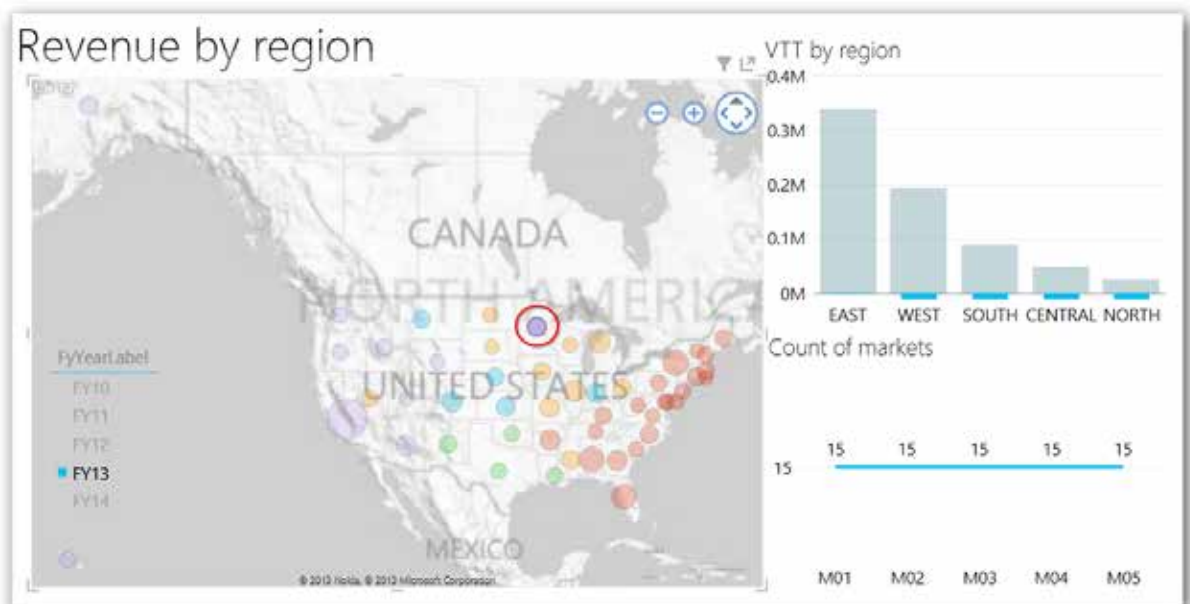 Revenue by region
CANADA
NORTH AMERIC
UNITED STATES
MEXICO
FyYearLabel
FY10
FY11
FY12
FY13
FY14
© 2013 Nokia, © 2013 Microsoft Corporation
VTT by region
0.4M
0.3M
0.2M
0.1M
0M
EAST WEST SOUTH CENTRAL NORTH
Count of markets
15 15 15 15 15
15
M01 M02 M03 M04 M05